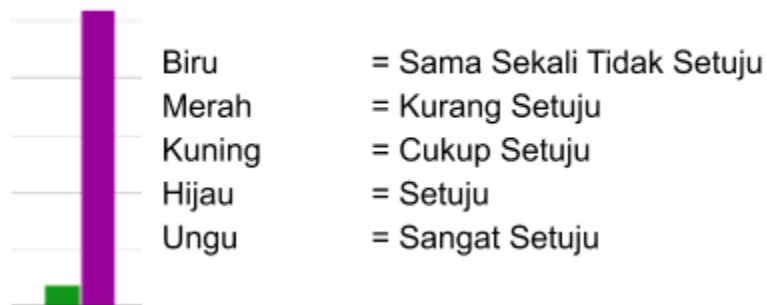 Biru = Sama Sekali Tidak Setuju
Merah = Kurang Setuju
Kuning = Cukup Setuju
Hijau = Setuju
Ungu = Sangat Setuju